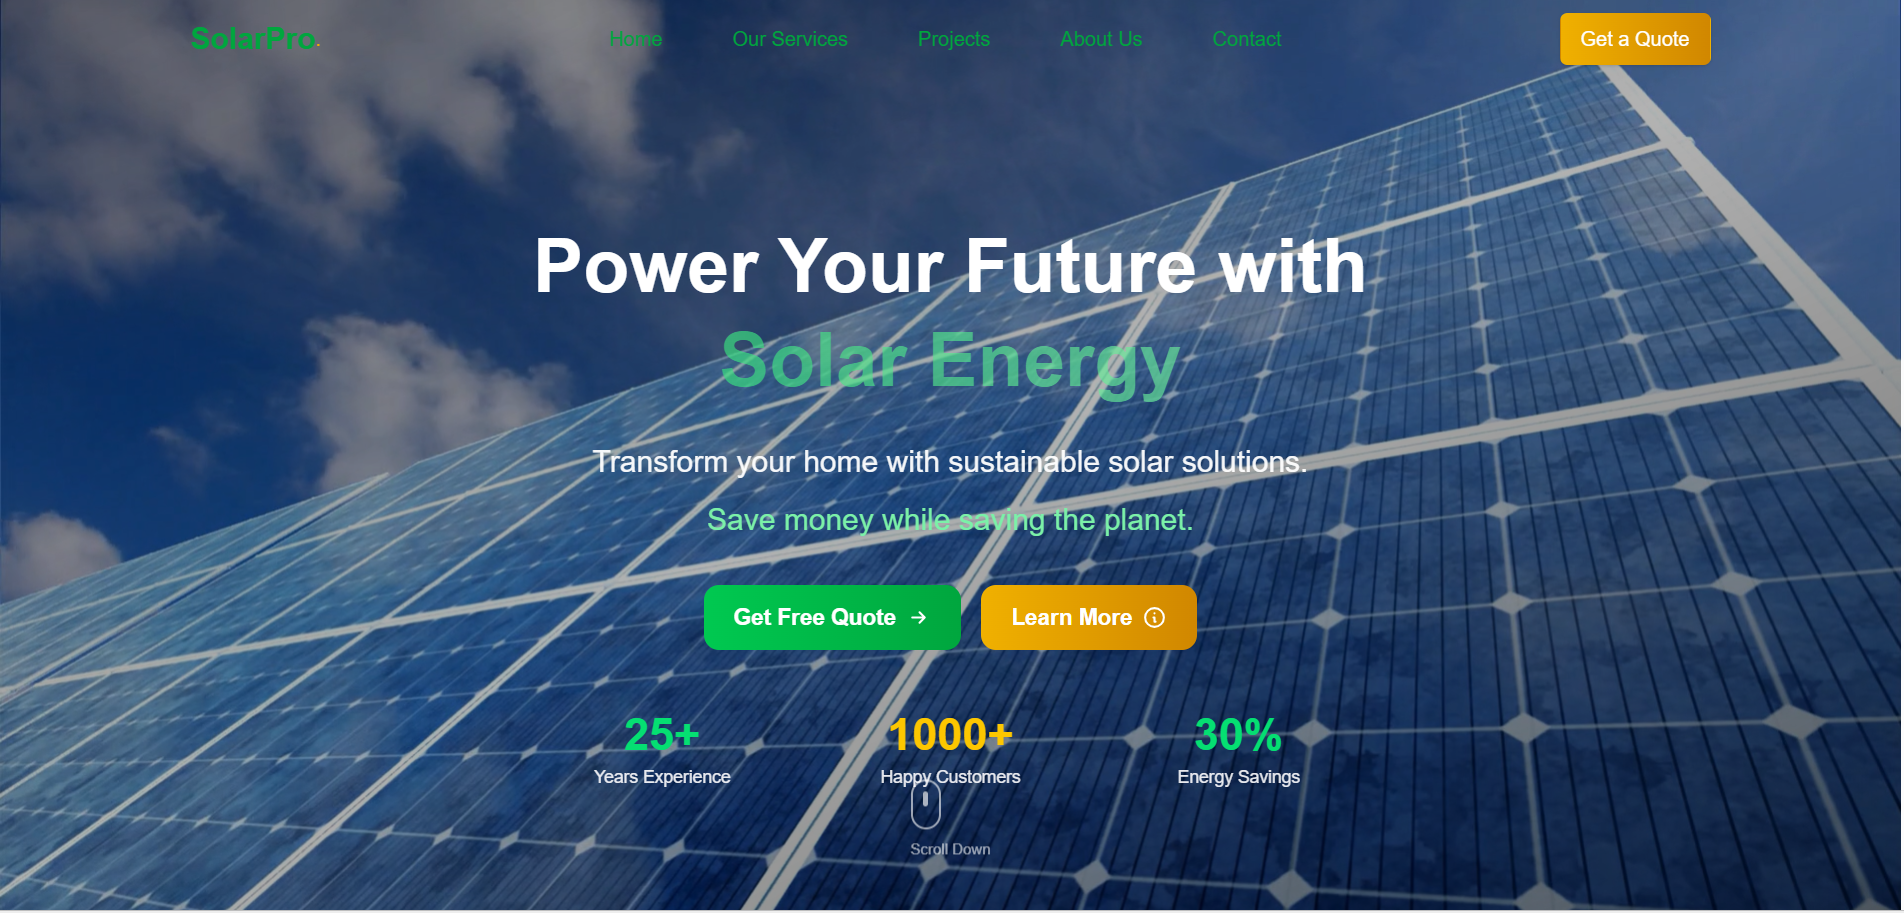 SolarPro.
Home
Our Services
Projects
About Us
Contact
Get a Quote
Power Your Future with
Solar Energy
Transform your home with sustainable solar solutions.
Save money while saving the planet.
Get Free Quote
Learn More
25+
1000+
30%
Years Experience
Happy Customers
Energy Savings
Scroll Down